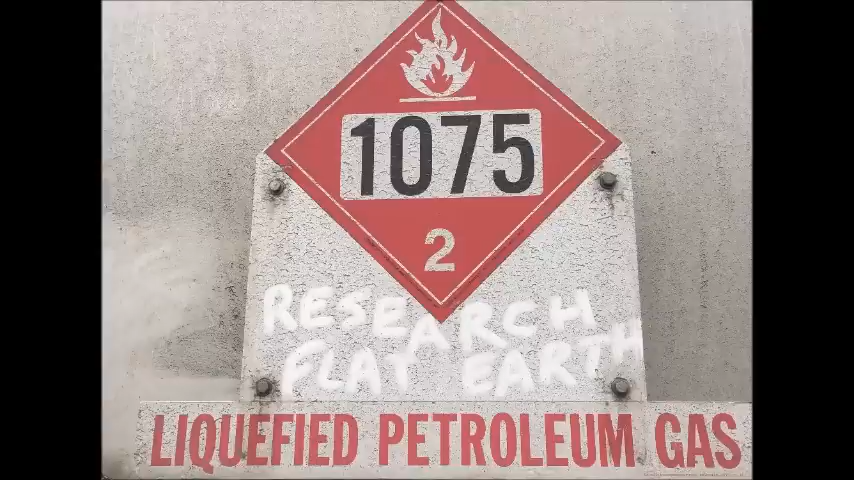 1075
2
RESEARCH
FLAT EARTH
LIQUEFIED PETROLEUM GAS